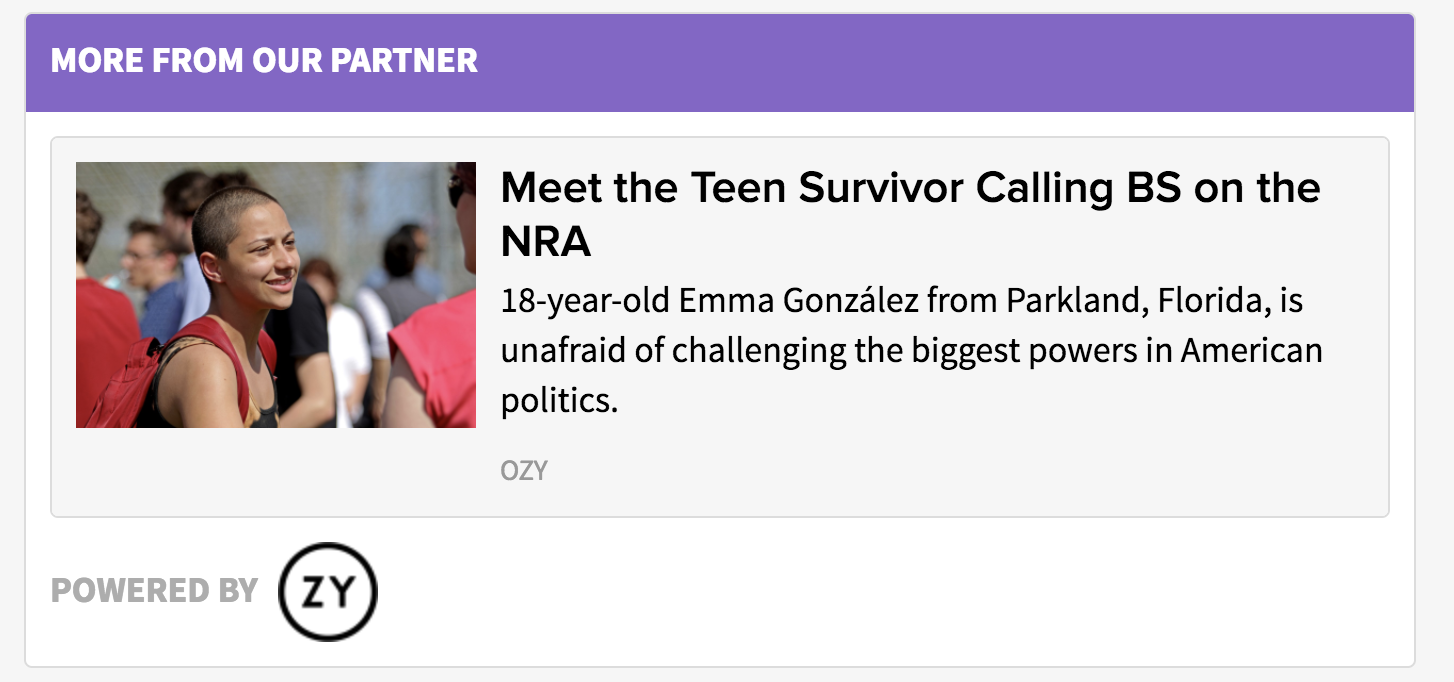 MORE FROM OUR PARTNER
Meet the Teen Survivor Calling BS on the
NRA
18-year-old Emma González from Parkland, Florida, is
unafraid of challenging the biggest powers in American
politics.
OZY
POWERED BY ZY